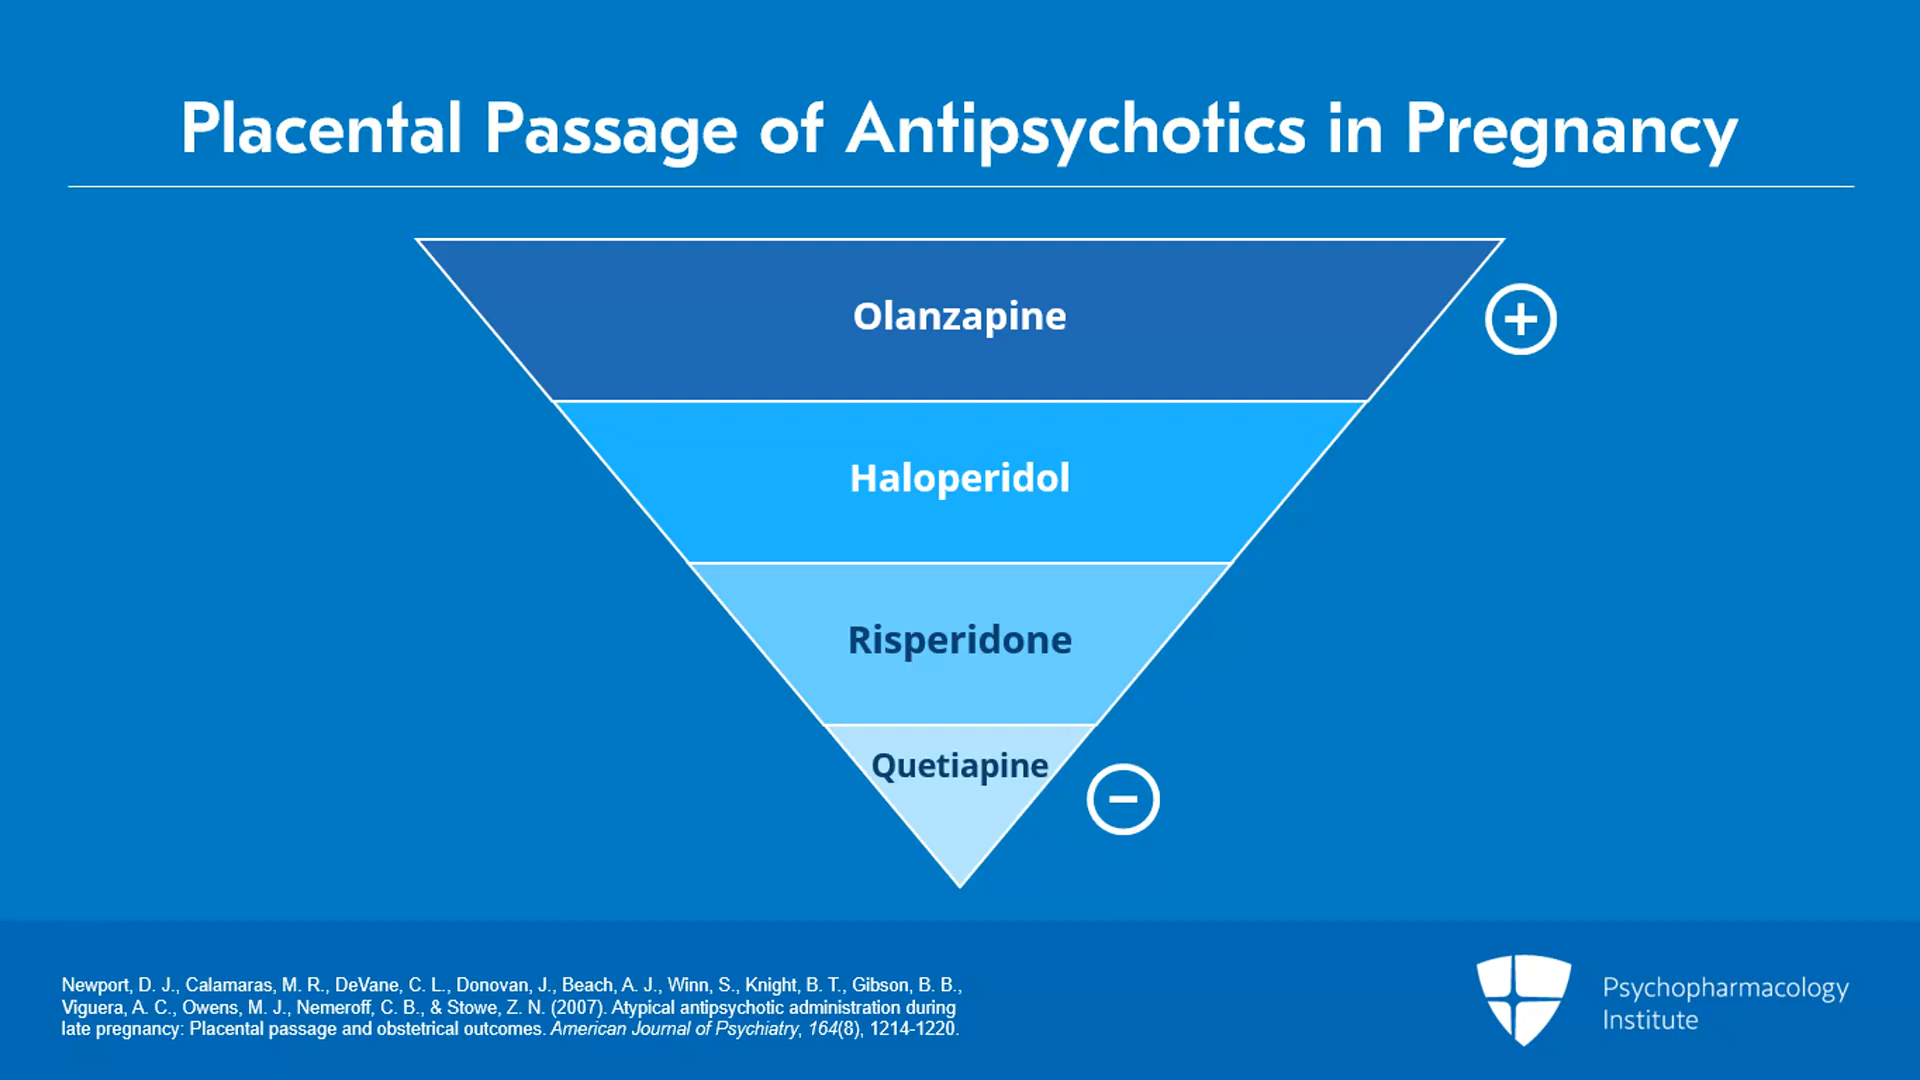 Placental Passage of Antipsychotics in Pregnancy
Olanzapine
+
Haloperidol
Risperidone
Quetiapine
−
Newport, D. J., Calamaras, M. R., DeVane, C. L., Donovan, J., Beach, A. J., Winn, S., Knight, B. T., Gibson, B. B.,
Viguera, A. C., Owens, M. J., Nemeroff, C. B., & Stowe, Z. N. (2007). Atypical antipsychotic administration during
late pregnancy: Placental passage and obstetrical outcomes. American Journal of Psychiatry, 164(8), 1214-1220.
Psychopharmacology
Institute